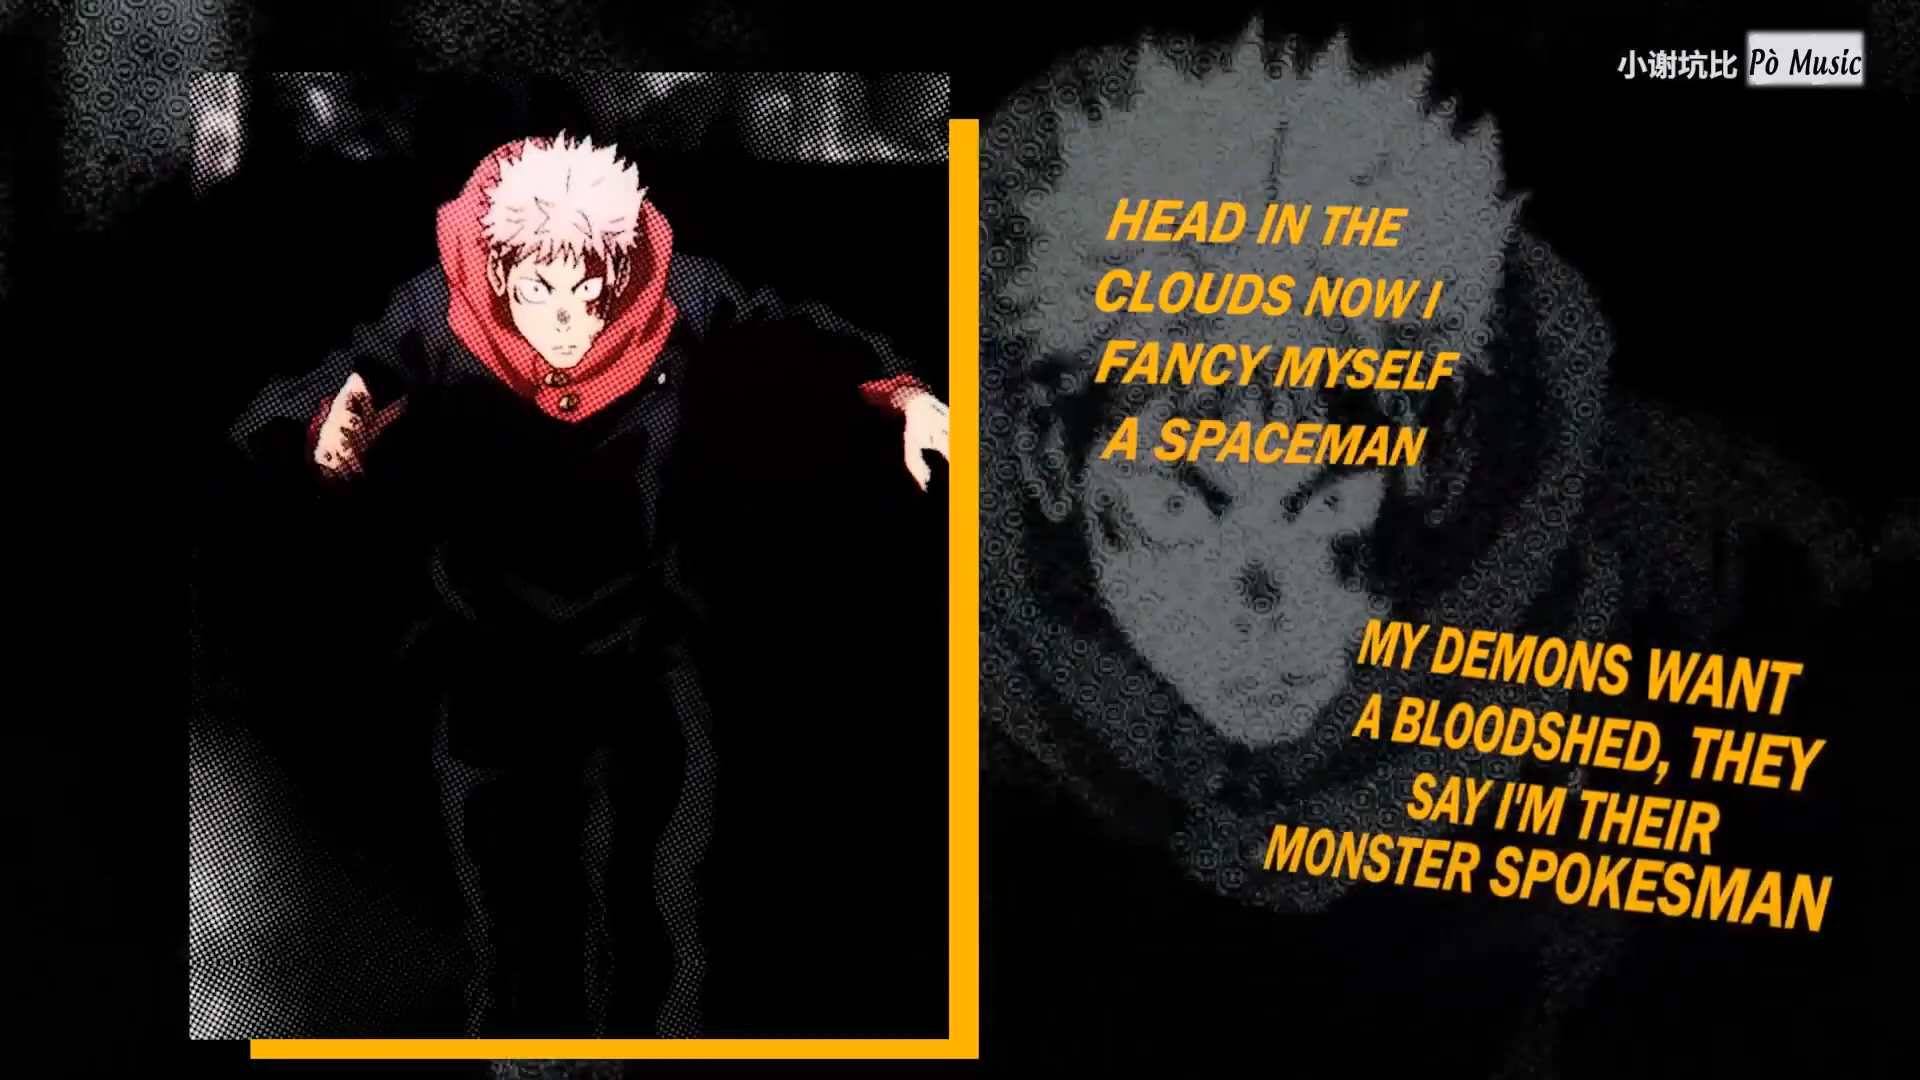 小谢坑比 Pò Music
HEAD IN THE
CLOUDS NOW I
FANCY MYSELF
A SPACEMAN
MY DEMONS WANT
A BLOODSHED, THEY
SAY I'M THEIR
MONSTER SPOKESMAN